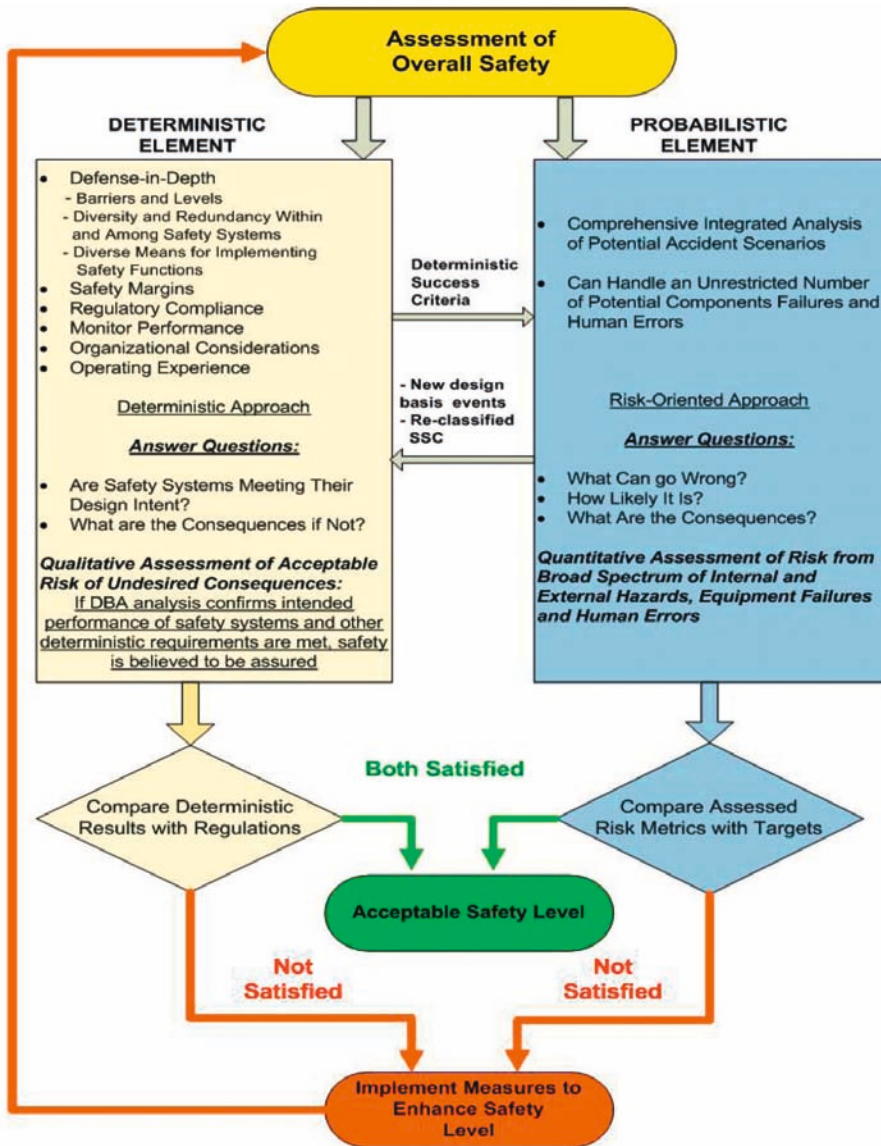 Assessment of
Overall Safety
DETERMINISTIC
ELEMENT
• Defense-in-Depth
- Barriers and Levels
- Diversity and Redundancy Within
and Among Safety Systems
- Diverse Means for Implementing
Safety Functions
• Safety Margins
• Regulatory Compliance
• Monitor Performance
• Organizational Considerations
• Operating Experience
Deterministic Approach
Answer Questions:
• Are Safety Systems Meeting Their
Design Intent?
• What are the Consequences if Not?
Qualitative Assessment of Acceptable
Risk of Undesired Consequences:
If DBA analysis confirms intended
performance of safety systems and other
deterministic requirements are met, safety
is believed to be assured
Deterministic
Success
Criteria
- New design
basis events
- Re-classified
SSC
PROBABILISTIC
ELEMENT
• Comprehensive Integrated Analysis
of Potential Accident Scenarios
• Can Handle an Unrestricted Number
of Potential Components Failures and
Human Errors
Risk-Oriented Approach
Answer Questions:
• What Can go Wrong?
• How Likely It Is?
• What Are the Consequences?
Quantitative Assessment of Risk from
Broad Spectrum of Internal and
External Hazards, Equipment Failures
and Human Errors
Compare Deterministic
Results with Regulations
Both Satisfied
Compare Assessed
Risk Metrics with Targets
Acceptable Safety Level
Not
Satisfied
Not
Satisfied
Implement Measures to
Enhance Safety
Level